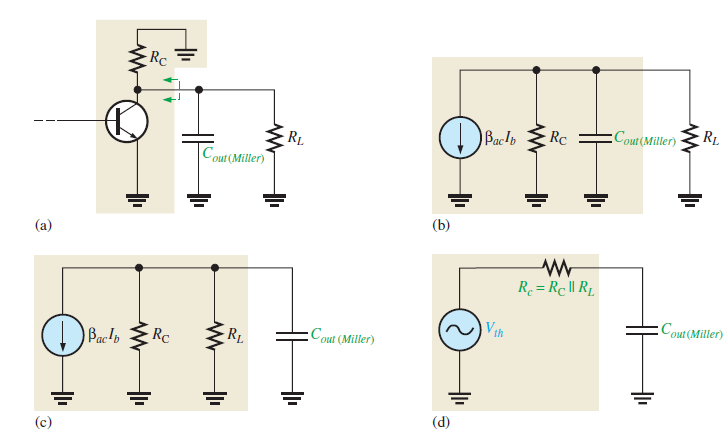 R_C
R_L
C_out(Miller)
(a)
β_ac I_b
R_C
C_out(Miller)
R_L
(b)
β_ac I_b
R_C
R_L
C_out (Miller)
(c)
R_c = R_C || R_L
V_th
C_out(Miller)
(d)